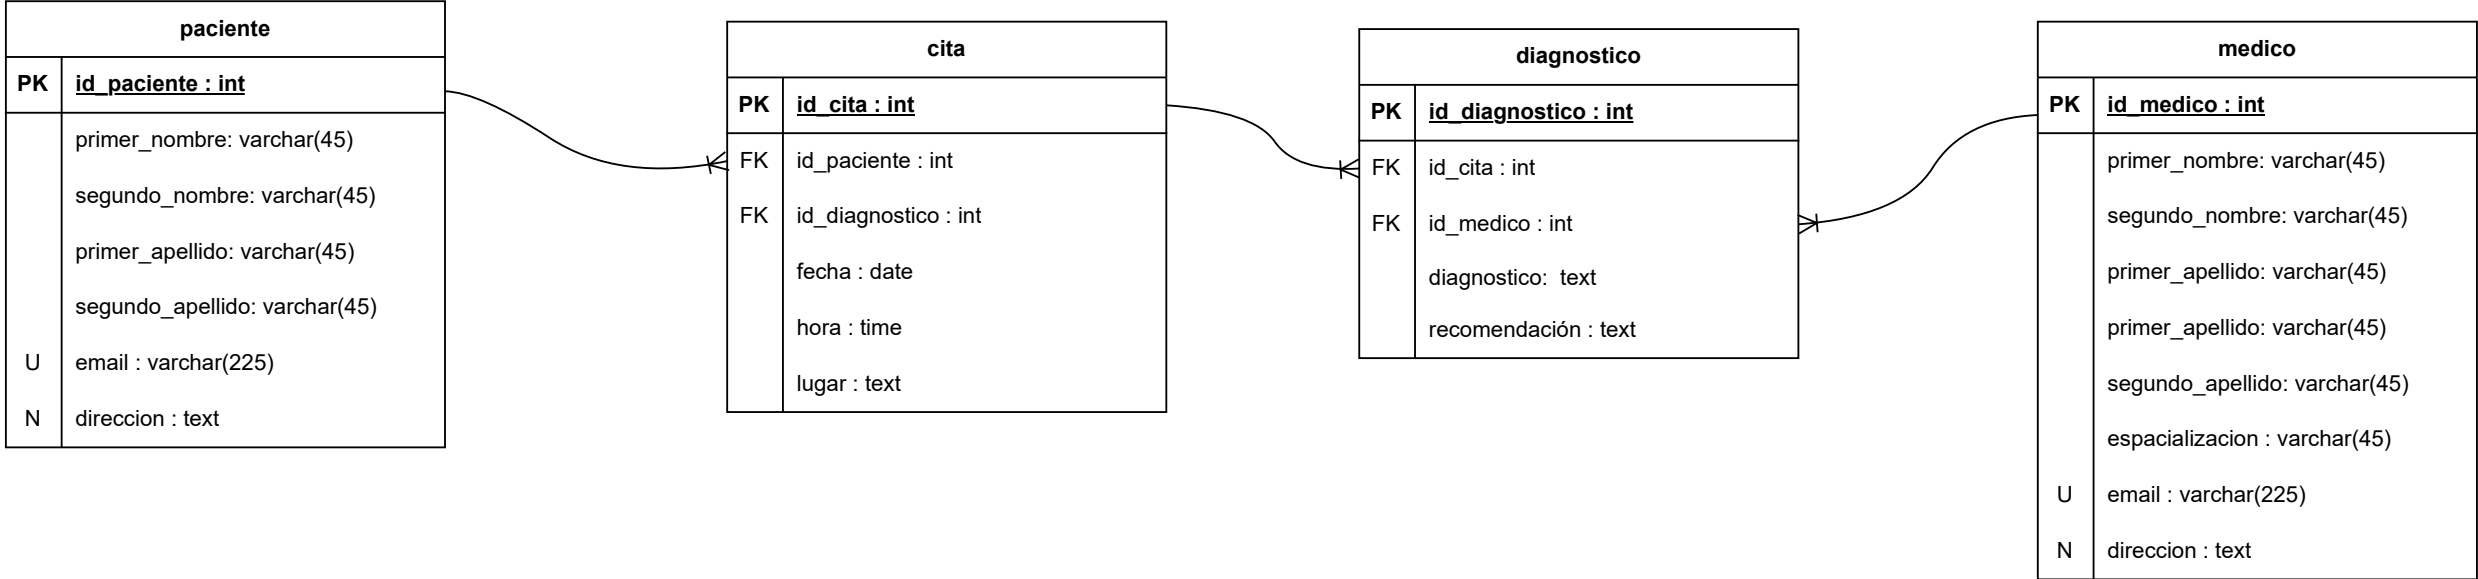 paciente
PK id_paciente : int
primer_nombre: varchar(45)
segundo_nombre: varchar(45)
primer_apellido: varchar(45)
segundo_apellido: varchar(45)
U email : varchar(225)
N direccion : text
cita
PK id_cita : int
FK id_paciente : int
FK id_diagnostico : int
fecha : date
hora : time
lugar : text
diagnostico
PK id_diagnostico : int
FK id_cita : int
FK id_medico : int
diagnostico: text
recomendación : text
medico
PK id_medico : int
primer_nombre: varchar(45)
segundo_nombre: varchar(45)
primer_apellido: varchar(45)
primer_apellido: varchar(45)
segundo_apellido: varchar(45)
espacializacion : varchar(45)
U email : varchar(225)
N direccion : text